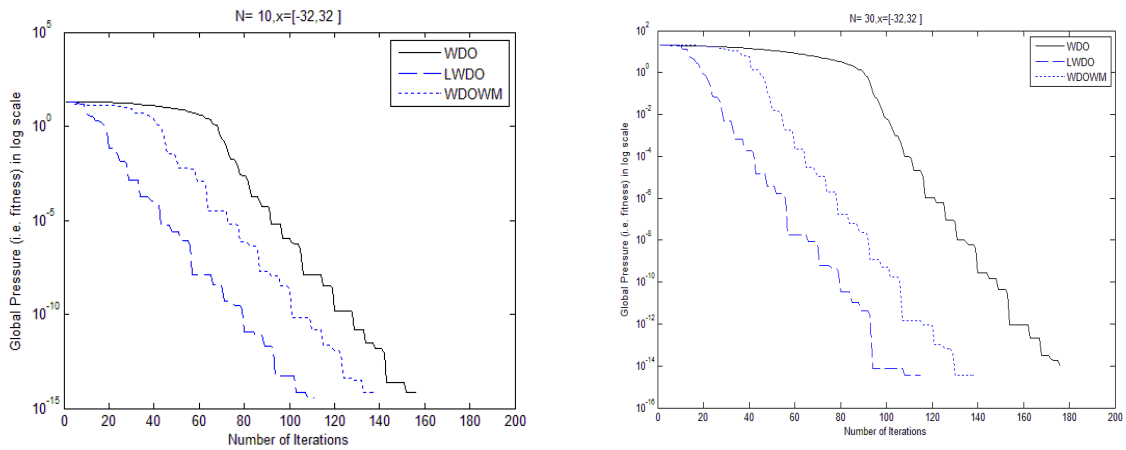 N= 10,x=[-32,32 ]
10^5
10^0
10^-5
10^-10
10^-15
Global Pressure (i.e. fitness) in log scale
WDO
LWDO
WDOWM
0 20 40 60 80 100 120 140 160 180 200
Number of Iterations
N= 30,x=[-32,32 ]
10^2
10^0
10^-2
10^-4
10^-6
10^-8
10^-10
10^-12
10^-14
10^-16
Global Pressure (i.e. fitness) in log scale
WDO
LWDO
WDOWM
0 20 40 60 80 100 120 140 160 180 200
Number of Iterations